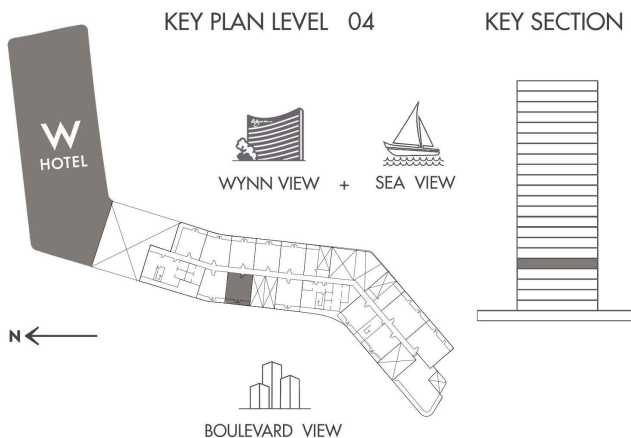 KEY PLAN LEVEL 04
KEY SECTION
W
HOTEL
WYNN VIEW + SEA VIEW
N
BOULEVARD VIEW